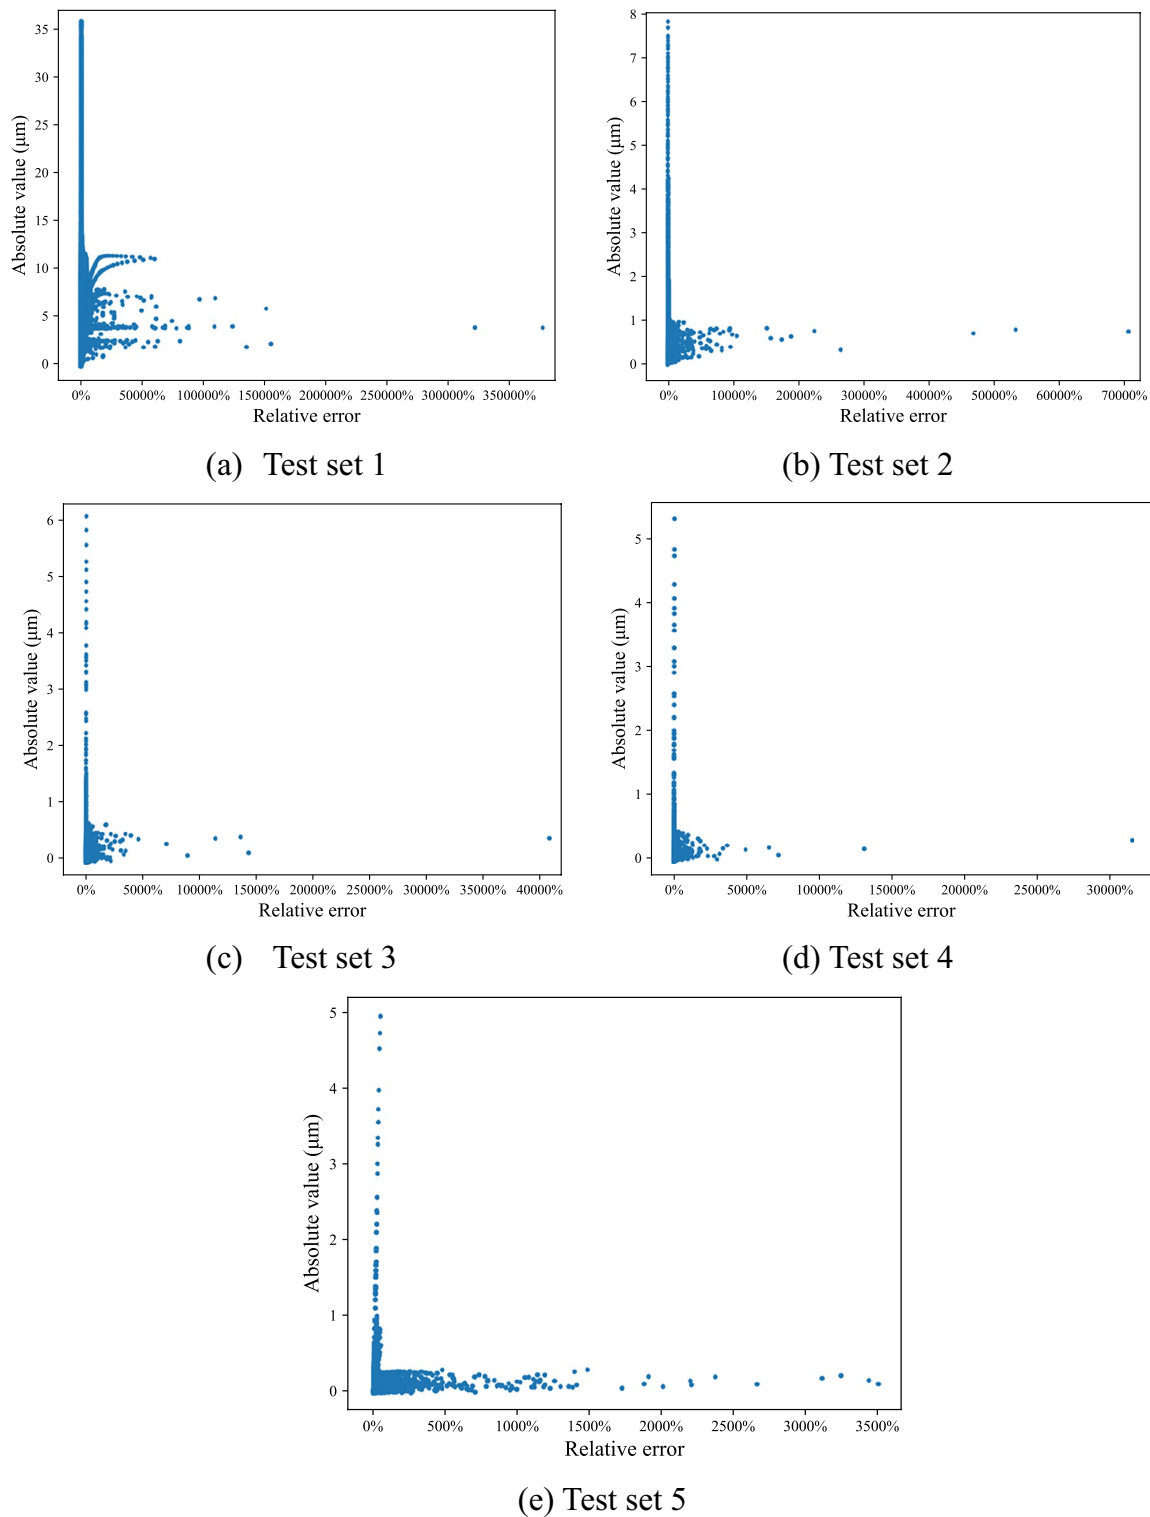 35
30
25
20
15
10
5
0
Absolute value (μm)
0% 50000% 100000% 150000% 200000% 250000% 300000% 350000%
Relative error
(a) Test set 1
8
7
6
5
4
3
2
1
0
Absolute value (μm)
0% 10000% 20000% 30000% 40000% 50000% 60000% 70000%
Relative error
(b) Test set 2
6
5
4
3
2
1
0
Absolute value (μm)
0% 5000% 10000% 15000% 20000% 25000% 30000% 35000% 40000%
Relative error
(c) Test set 3
5
4
3
2
1
0
Absolute value (μm)
0% 5000% 10000% 15000% 20000% 25000% 30000%
Relative error
(d) Test set 4
5
4
3
2
1
0
Absolute value (μm)
0% 500% 1000% 1500% 2000% 2500% 3000% 3500%
Relative error
(e) Test set 5